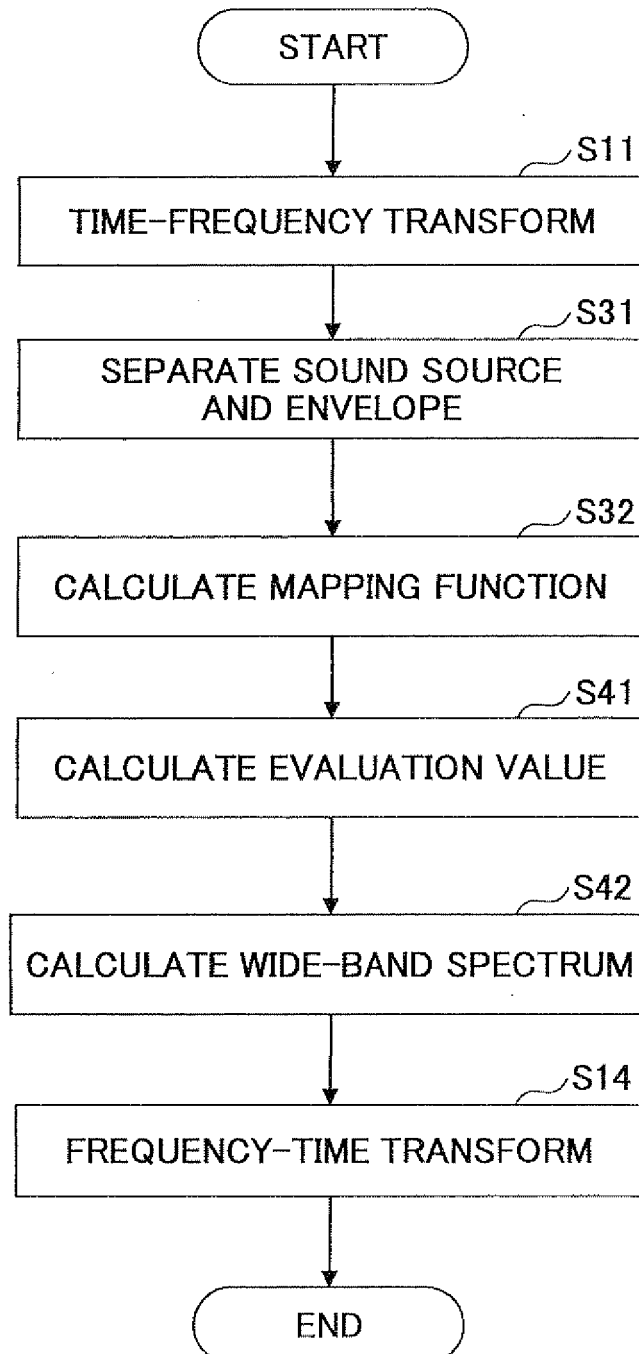 START
S11
TIME-FREQUENCY TRANSFORM
S31
SEPARATE SOUND SOURCE
AND ENVELOPE
S32
CALCULATE MAPPING FUNCTION
S41
CALCULATE EVALUATION VALUE
S42
CALCULATE WIDE-BAND SPECTRUM
S14
FREQUENCY-TIME TRANSFORM
END